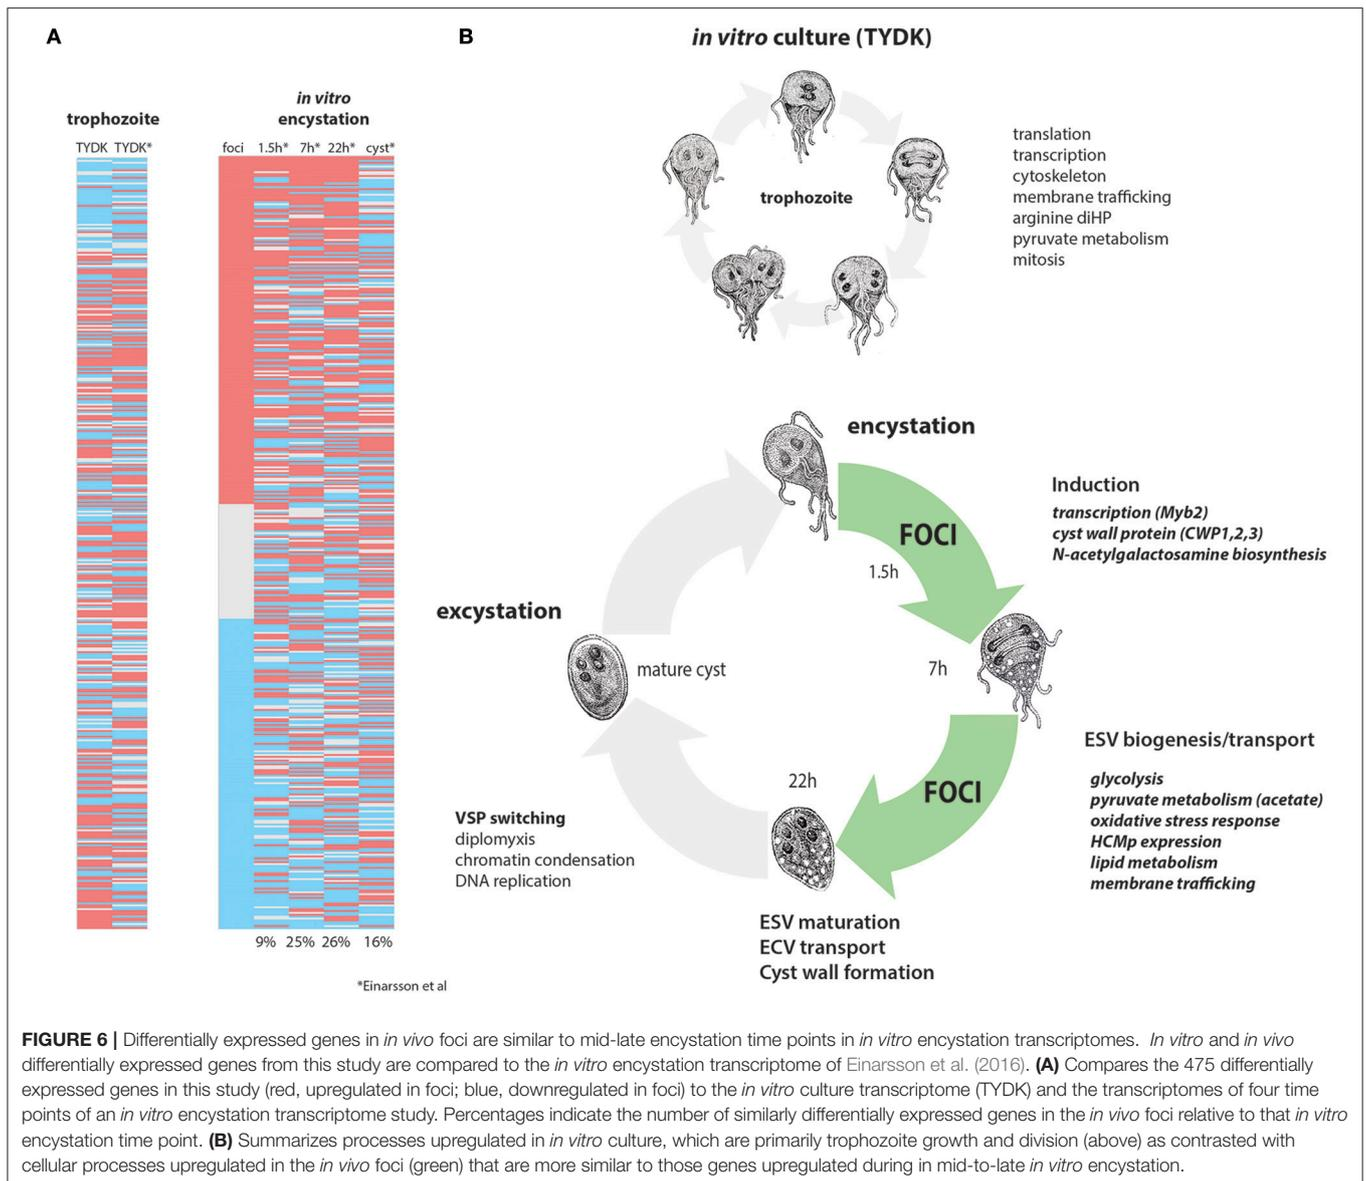 A
B
in vitro culture (TYDK)
in vitro
encystation
trophozoite
TYDK TYDK*
foci 1.5h* 7h* 22h* cyst*
trophozoite
translation
transcription
cytoskeleton
membrane trafficking
arginine diHP
pyruvate metabolism
mitosis
encystation
Induction
transcription (Myb2)
cyst wall protein (CWP1,2,3)
N-acetylgalactosamine biosynthesis
FOCI
1.5h
excystation
mature cyst
7h
ESV biogenesis/transport
glycolysis
pyruvate metabolism (acetate)
oxidative stress response
HCMp expression
lipid metabolism
membrane trafficking
FOCI
22h
VSP switching
diplomyxis
chromatin condensation
DNA replication
ESV maturation
ECV transport
Cyst wall formation
9% 25% 26% 16%
*Einarsson et al
FIGURE 6 | Differentially expressed genes in in vivo foci are similar to mid-late encystation time points in in vitro encystation transcriptomes. In vitro and in vivo
differentially expressed genes from this study are compared to the in vitro encystation transcriptome of Einarsson et al. (2016). (A) Compares the 475 differentially
expressed genes in this study (red, upregulated in foci; blue, downregulated in foci) to the in vitro culture transcriptome (TYDK) and the transcriptomes of four time
points of an in vitro encystation transcriptome study. Percentages indicate the number of similarly differentially expressed genes in the in vivo foci relative to that in vitro
encystation time point. (B) Summarizes processes upregulated in in vitro culture, which are primarily trophozoite growth and division (above) as contrasted with
cellular processes upregulated in the in vivo foci (green) that are more similar to those genes upregulated during in mid-to-late in vitro encystation.